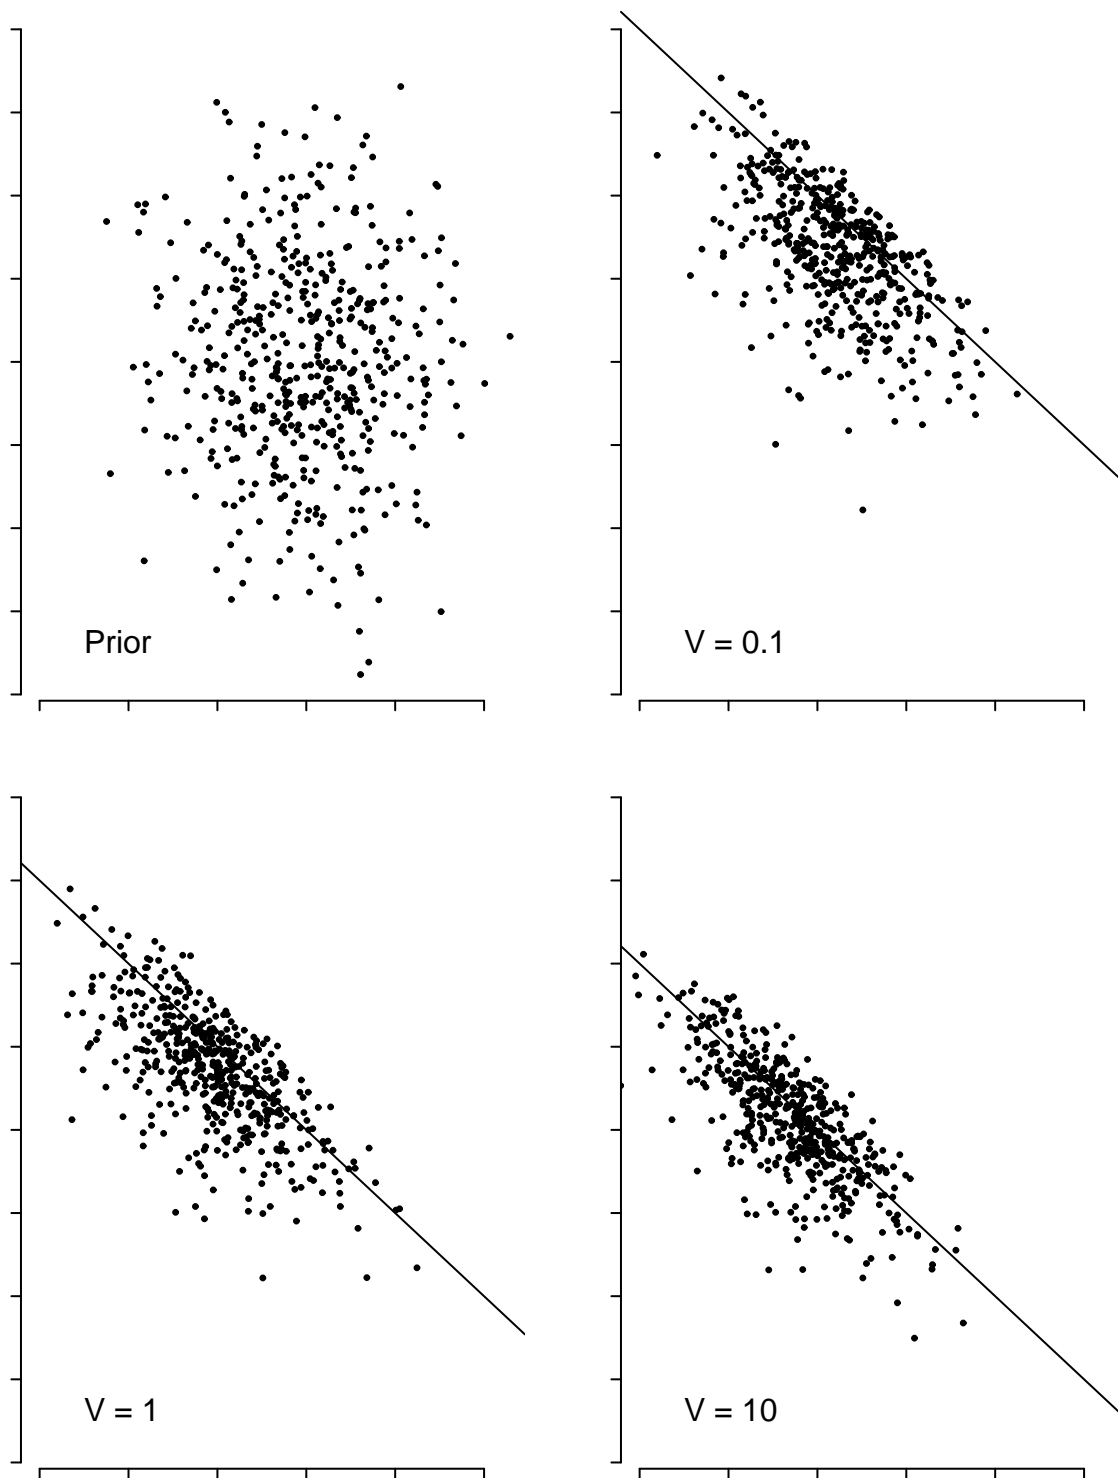 Prior
V = 0.1
V = 1
V = 10